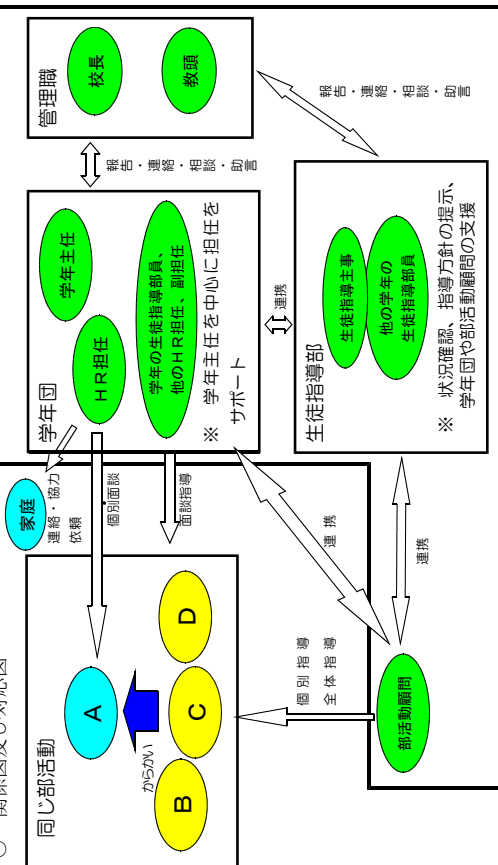 ○ 関係図及び対応図
同じ部活動
A
からかい
B
C
D
家庭
連絡・協力
依頼
個別面談
面談指導
個別指導
全体指導
部活動顧問
連携
連携
学年団
HR担任
学年主任
学年の生徒指導部員、
他のHR担任、副担任
※ 学年主任を中心に担任を
サポート
連携
生徒指導部
生徒指導主事
他の学年の
生徒指導部員
※ 状況確認、指導方針の提示、
学年団や部活動顧問の支援
管理職
校長
教頭
報告・連絡・相談・助言
報告・連絡・相談・助言